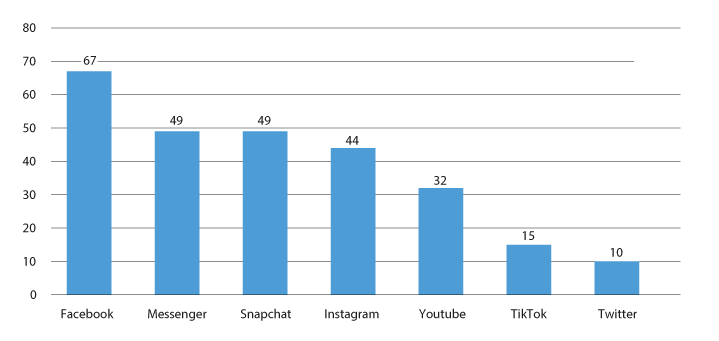 80
70
60
50
40
30
20
10
0
67
49
49
44
32
15
10
Facebook
Messenger
Snapchat
Instagram
Youtube
TikTok
Twitter